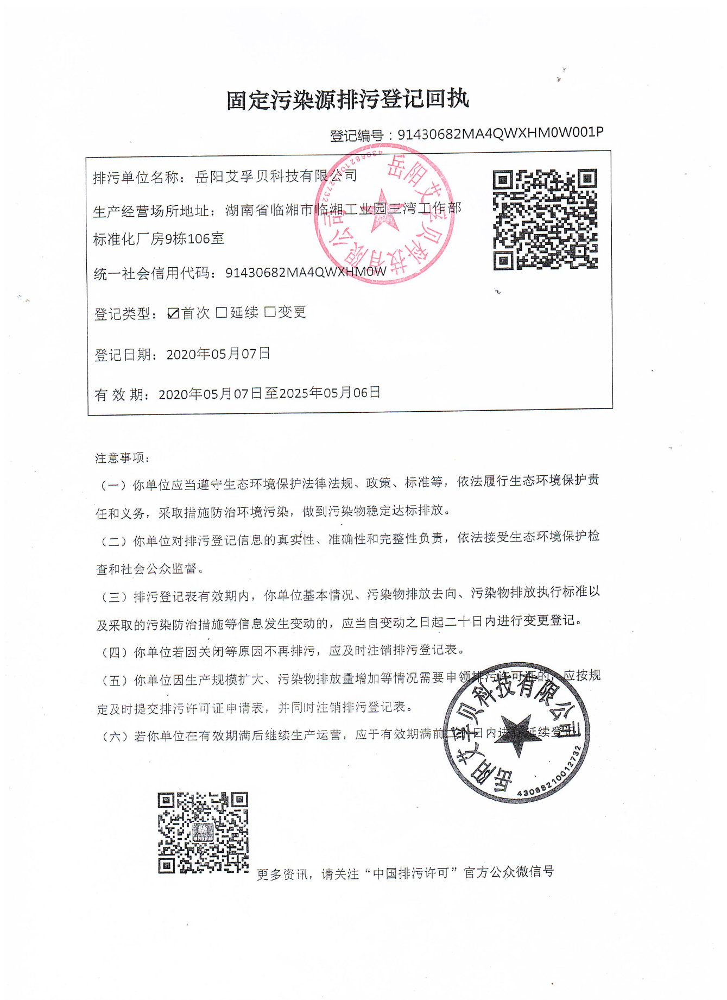 固定污染源排污登记回执
登记编号：91430682MA4QWXHM0W001P
排污单位名称：岳阳艾孚贝科技有限公司
生产经营场所地址：湖南省临湘市临湘工业园三湾工作部
标准化厂房9栋106室
统一社会信用代码：91430682MA4QWXHM0W
登记类型：☑首次 □延续 □变更
登记日期：2020年05月07日
有 效 期：2020年05月07日至2025年05月06日
岳阳艾孚贝科技有限公司
43068210012732
注意事项：
（一）你单位应当遵守生态环境保护法律法规、政策、标准等，依法履行生态环境保护责
任和义务，采取措施防治环境污染，做到污染物稳定达标排放。
（二）你单位对排污登记信息的真实性、准确性和完整性负责，依法接受生态环境保护检
查和社会公众监督。
（三）排污登记表有效期内，你单位基本情况、污染物排放去向、污染物排放执行标准以
及采取的污染防治措施等信息发生变动的，应当自变动之日起二十日内进行变更登记。
（四）你单位若因关闭等原因不再排污，应及时注销排污登记表。
（五）你单位因生产规模扩大、污染物排放量增加等情况需要申领排污许可证的，应按规
定及时提交排污许可证申请表，并同时注销排污登记表。
（六）若你单位在有效期满后继续生产运营，应于有效期满前二十日内进行延续登记。
岳阳艾孚贝科技有限公司
43068210012732
更多资讯，请关注“中国排污许可”官方公众微信号